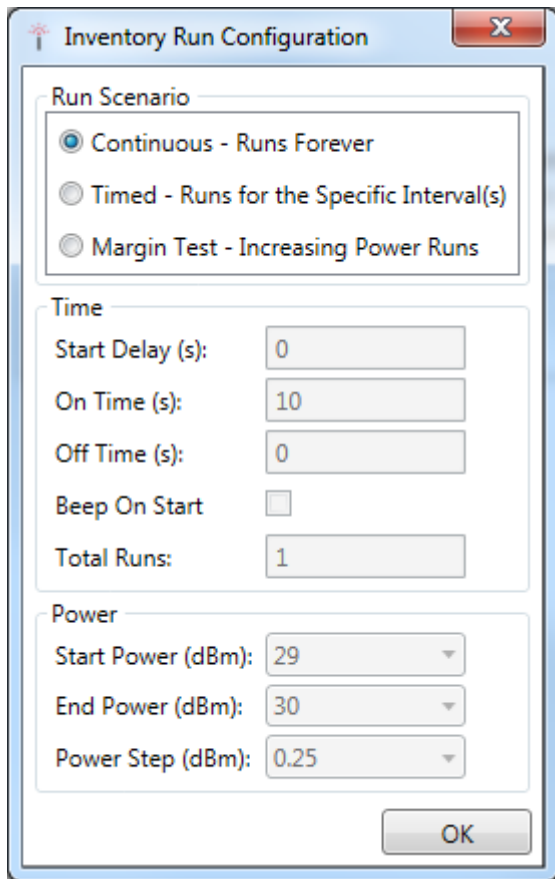 Inventory Run Configuration
Run Scenario
Continuous - Runs Forever
Timed - Runs for the Specific Interval(s)
Margin Test - Increasing Power Runs
Time
Start Delay (s): 0
On Time (s): 10
Off Time (s): 0
Beep On Start
Total Runs: 1
Power
Start Power (dBm): 29
End Power (dBm): 30
Power Step (dBm): 0.25
OK